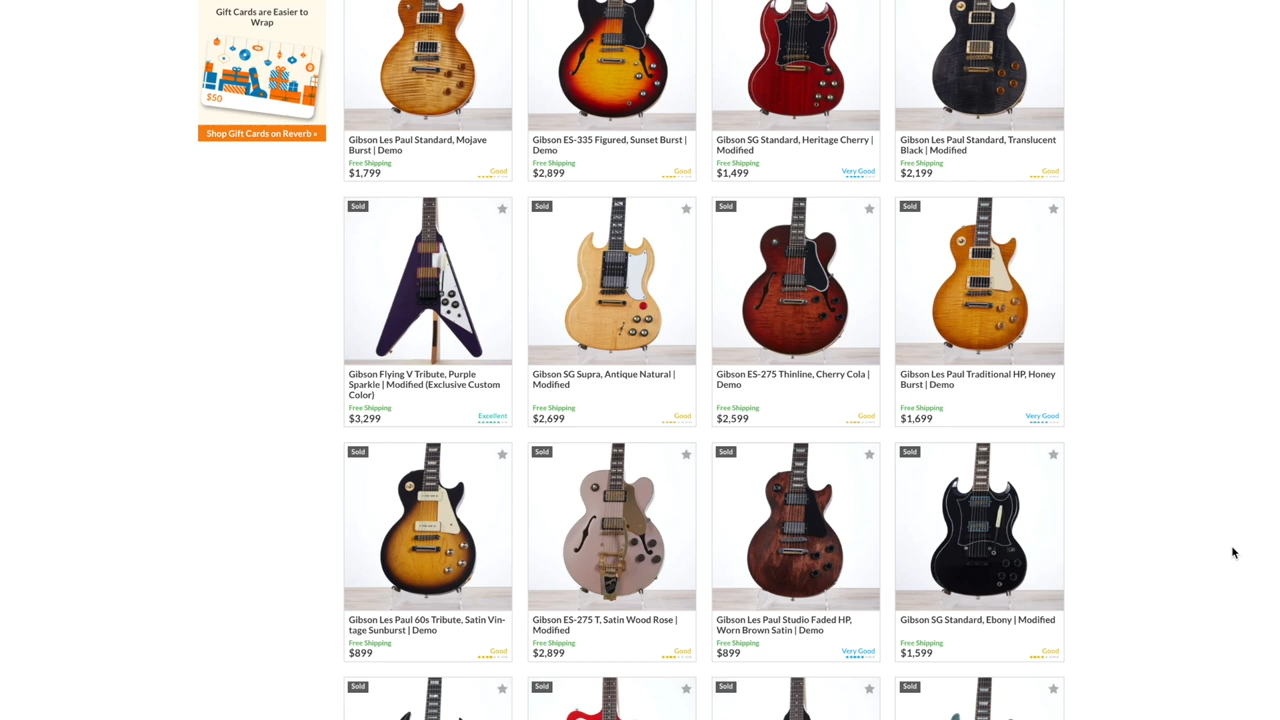 Gift Cards are Easier to
Wrap
$50
Shop Gift Cards on Reverb »
Gibson Les Paul Standard, Mojave
Burst | Demo
Free Shipping
$1,799
Good
Gibson ES-335 Figured, Sunset Burst |
Demo
Free Shipping
$2,899
Good
Gibson SG Standard, Heritage Cherry |
Modified
Free Shipping
$1,499
Very Good
Gibson Les Paul Standard, Translucent
Black | Modified
Free Shipping
$2,199
Good
Sold
Gibson Flying V Tribute, Purple
Sparkle | Modified (Exclusive Custom
Color)
Free Shipping
$3,299
Excellent
Sold
Gibson SG Supra, Antique Natural |
Modified
Free Shipping
$2,699
Good
Sold
Gibson ES-275 Thinline, Cherry Cola |
Demo
Free Shipping
$2,599
Good
Sold
Gibson Les Paul Traditional HP, Honey
Burst | Demo
Free Shipping
$1,699
Very Good
Sold
Gibson Les Paul 60s Tribute, Satin Vin-
tage Sunburst | Demo
Free Shipping
$899
Good
Sold
Gibson ES-275 T, Satin Wood Rose |
Modified
Free Shipping
$2,899
Good
Sold
Gibson Les Paul Studio Faded HP,
Worn Brown Satin | Demo
Free Shipping
$899
Very Good
Sold
Gibson SG Standard, Ebony | Modified
Free Shipping
$1,599
Good
Sold
Sold
Sold
Sold